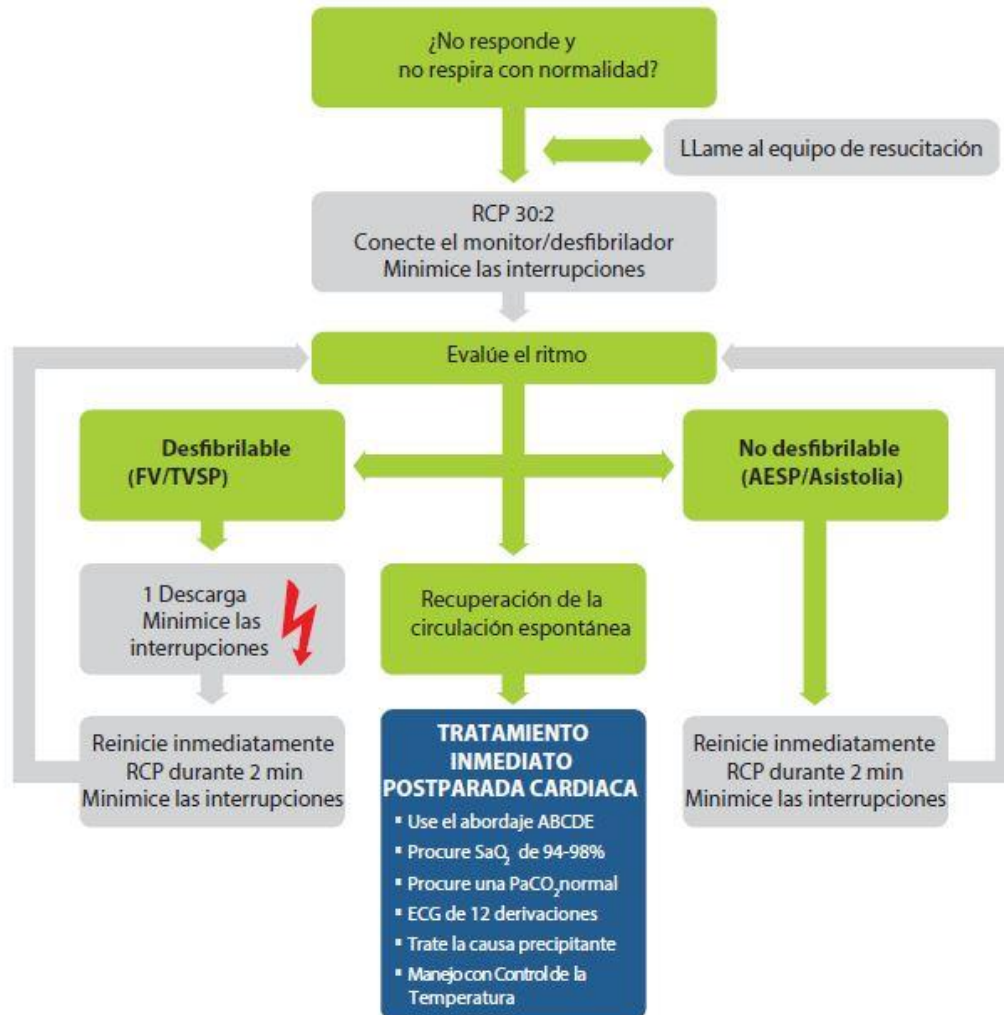 ¿No responde y
no respira con normalidad?
LLame al equipo de resucitación
RCP 30:2
Conecte el monitor/desfibrilador
Minimice las interrupciones
Evalúe el ritmo
Desfibrilable
(FV/TVSP)
No desfibrilable
(AESP/Asistolia)
1 Descarga
Minimice las
interrupciones
Recuperación de la
circulación espontánea
Reinicie inmediatamente
RCP durante 2 min
Minimice las interrupciones
TRATAMIENTO
INMEDIATO
POSTPARADA CARDIACA
▪ Use el abordaje ABCDE
▪ Procure SaO₂ de 94-98%
▪ Procure una PaCO₂ normal
▪ ECG de 12 derivaciones
▪ Trate la causa precipitante
▪ Manejo con Control de la
Temperatura
Reinicie inmediatamente
RCP durante 2 min
Minimice las interrupciones